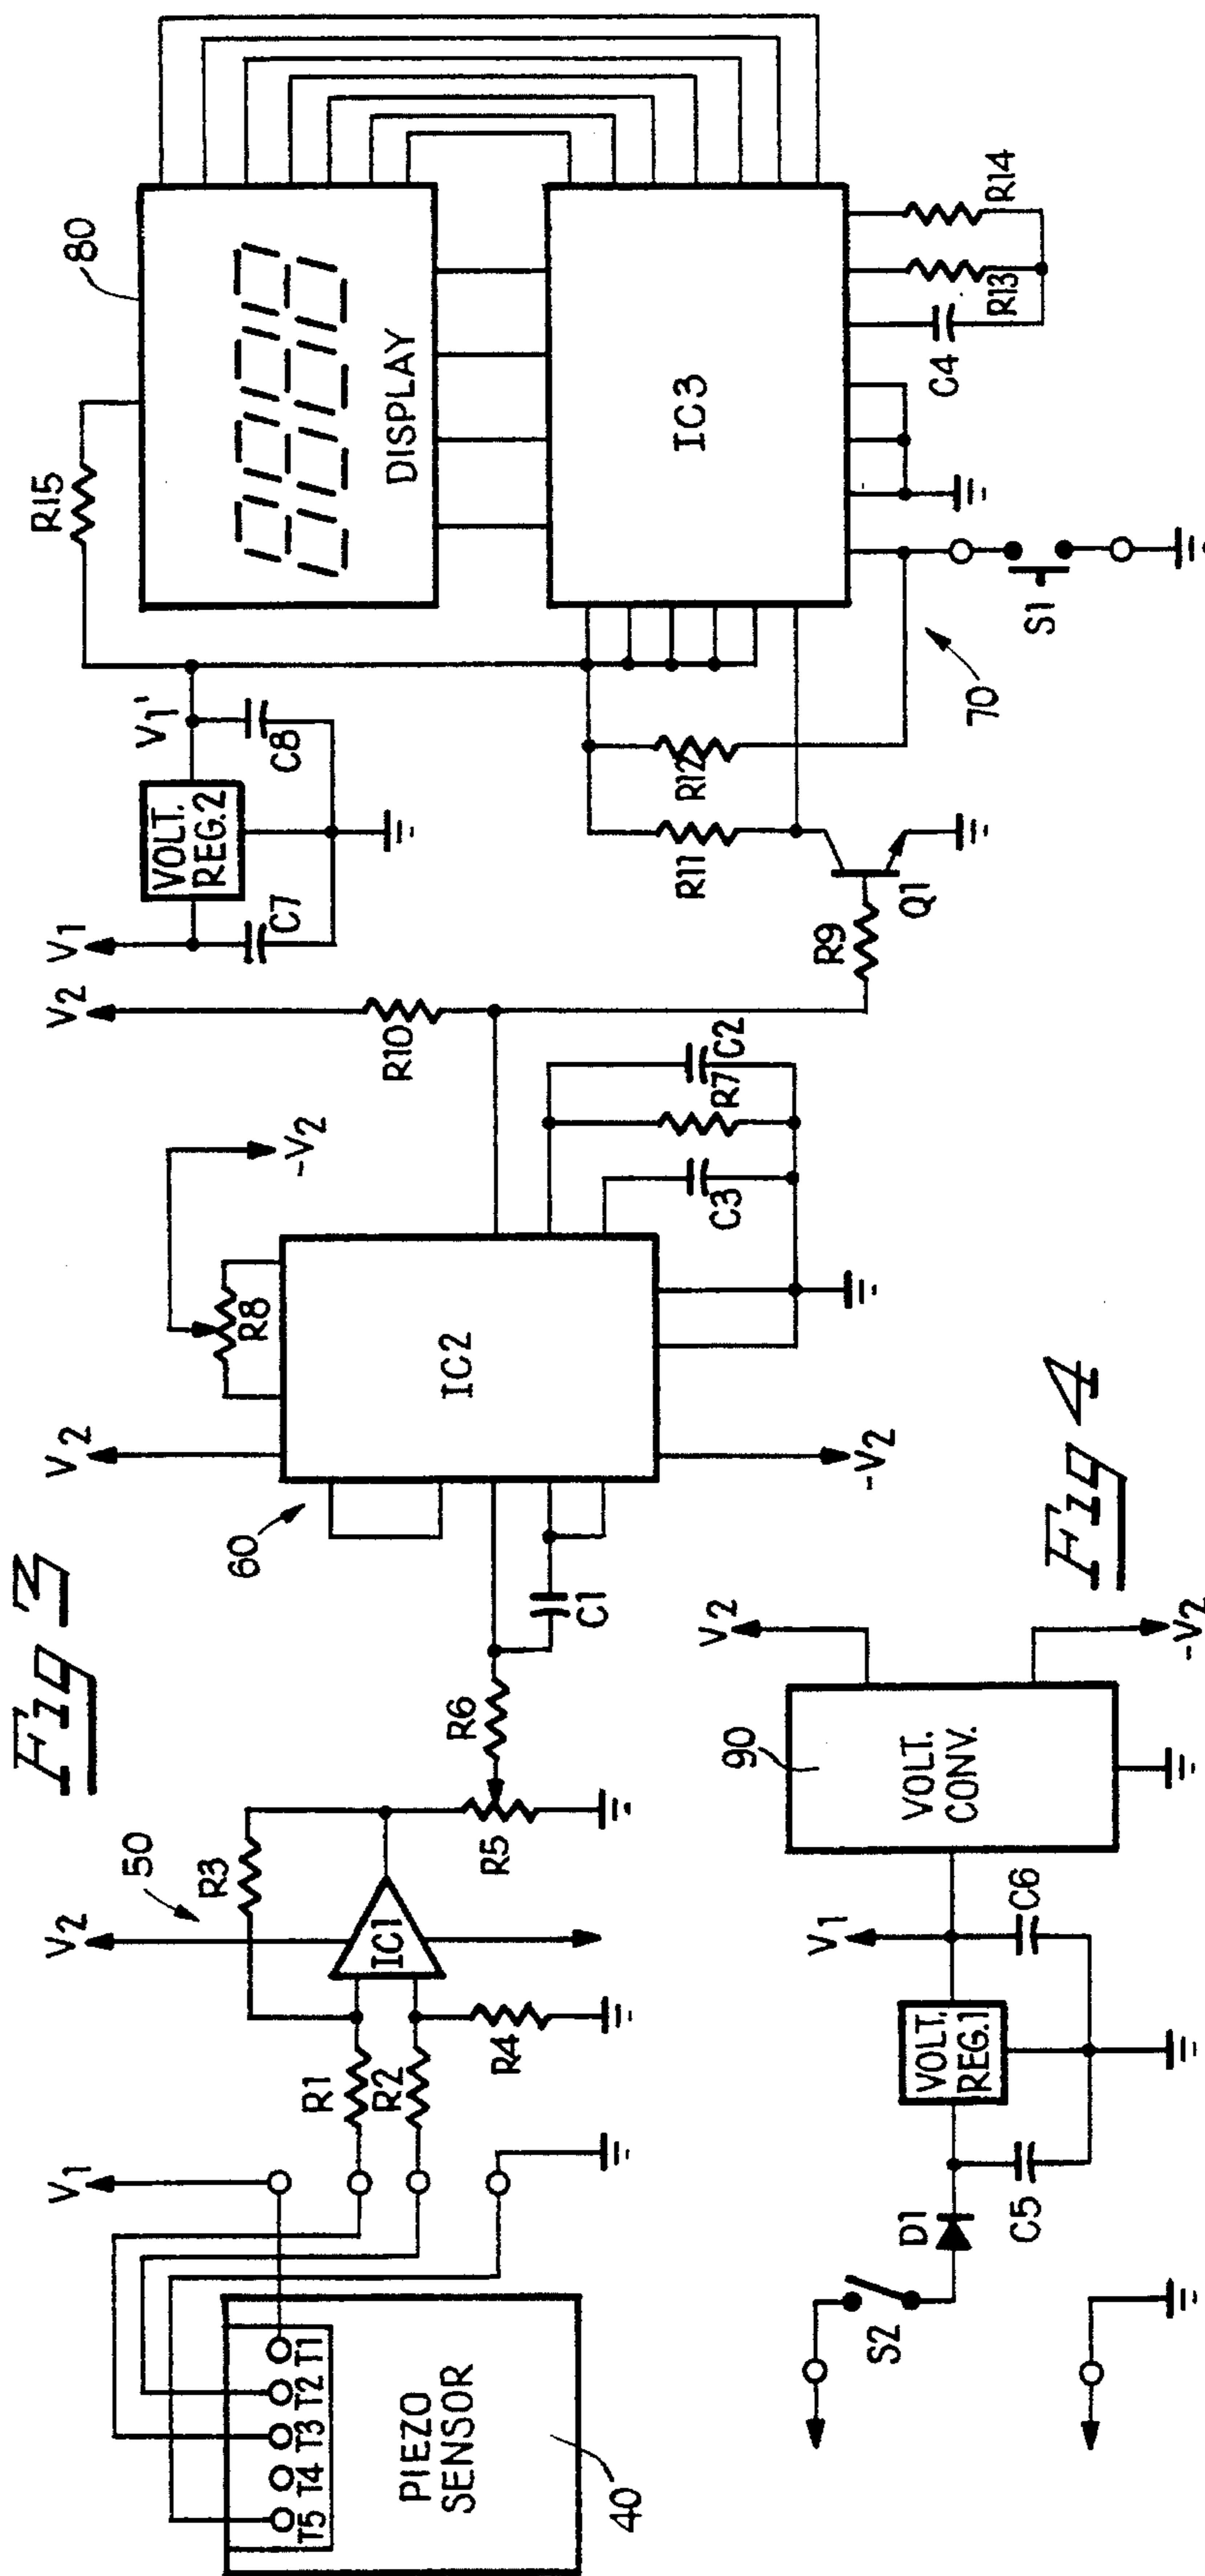 Fig 3
PIEZO
SENSOR
T5
T4
T3
T2
T1
40
V1
R1
R2
R3
R4
50
V2
IC1
R5
R6
C1
60
V2
R8
-V2
IC2
-V2
C3
R7
C2
R10
V2
V1
C7
VOLT.
REG.2
V1'
C8
R9
Q1
R11
R12
70
S1
R15
80
DISPLAY
IC3
C4
R13
R14
Fig 4
S2
D1
C5
VOLT.
REG.1
V1
C6
90
VOLT.
CONV.
V2
-V2